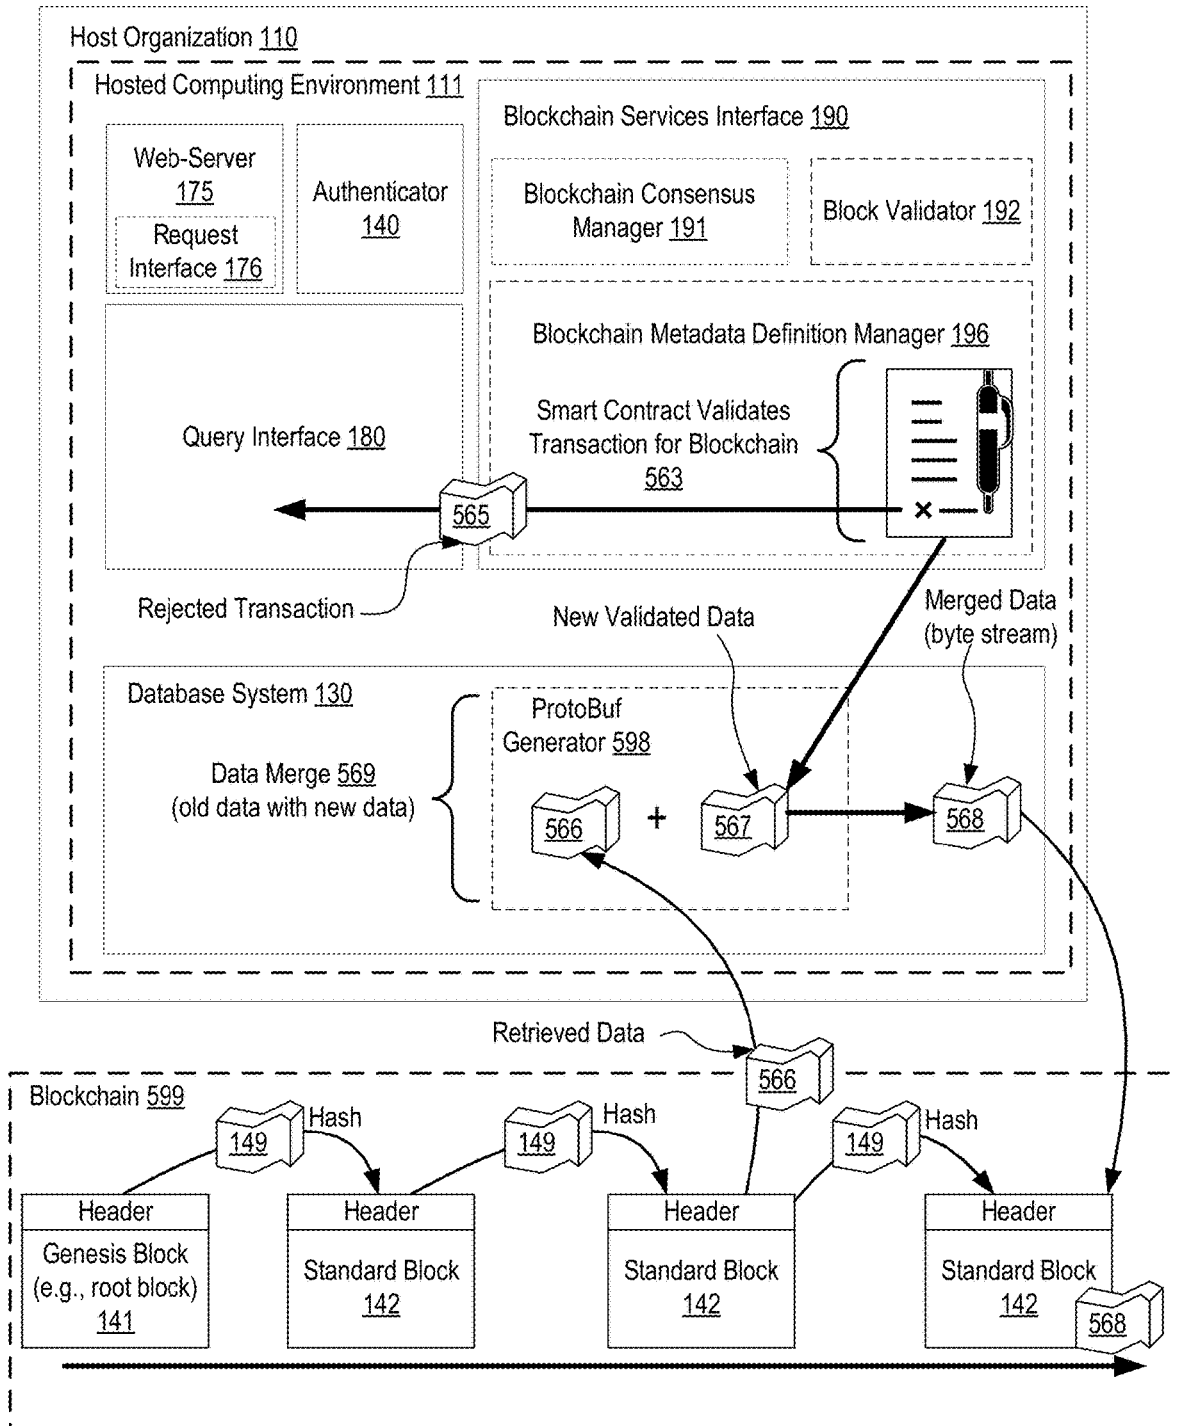 Host Organization 110
Hosted Computing Environment 111
Web-Server
175
Request
Interface 176
Authenticator
140
Blockchain Services Interface 190
Blockchain Consensus
Manager 191
Block Validator 192
Query Interface 180
Blockchain Metadada Definition Manager 196
Smart Contract Validates
Transaction for Blockchain
563
565
Rejected Transaction
New Validated Data
Merged Data
(byte stream)
Database System 130
ProtoBuf
Generator 598
Data Merge 569
(old data with new data)
566
+
567
568
Retrieved Data
566
Blockchain 599
149
Hash
149
Hash
149
Hash
Header
Genesis Block
(e.g., root block)
141
Header
Standard Block
142
Header
Standard Block
142
Header
Standard Block
142
568